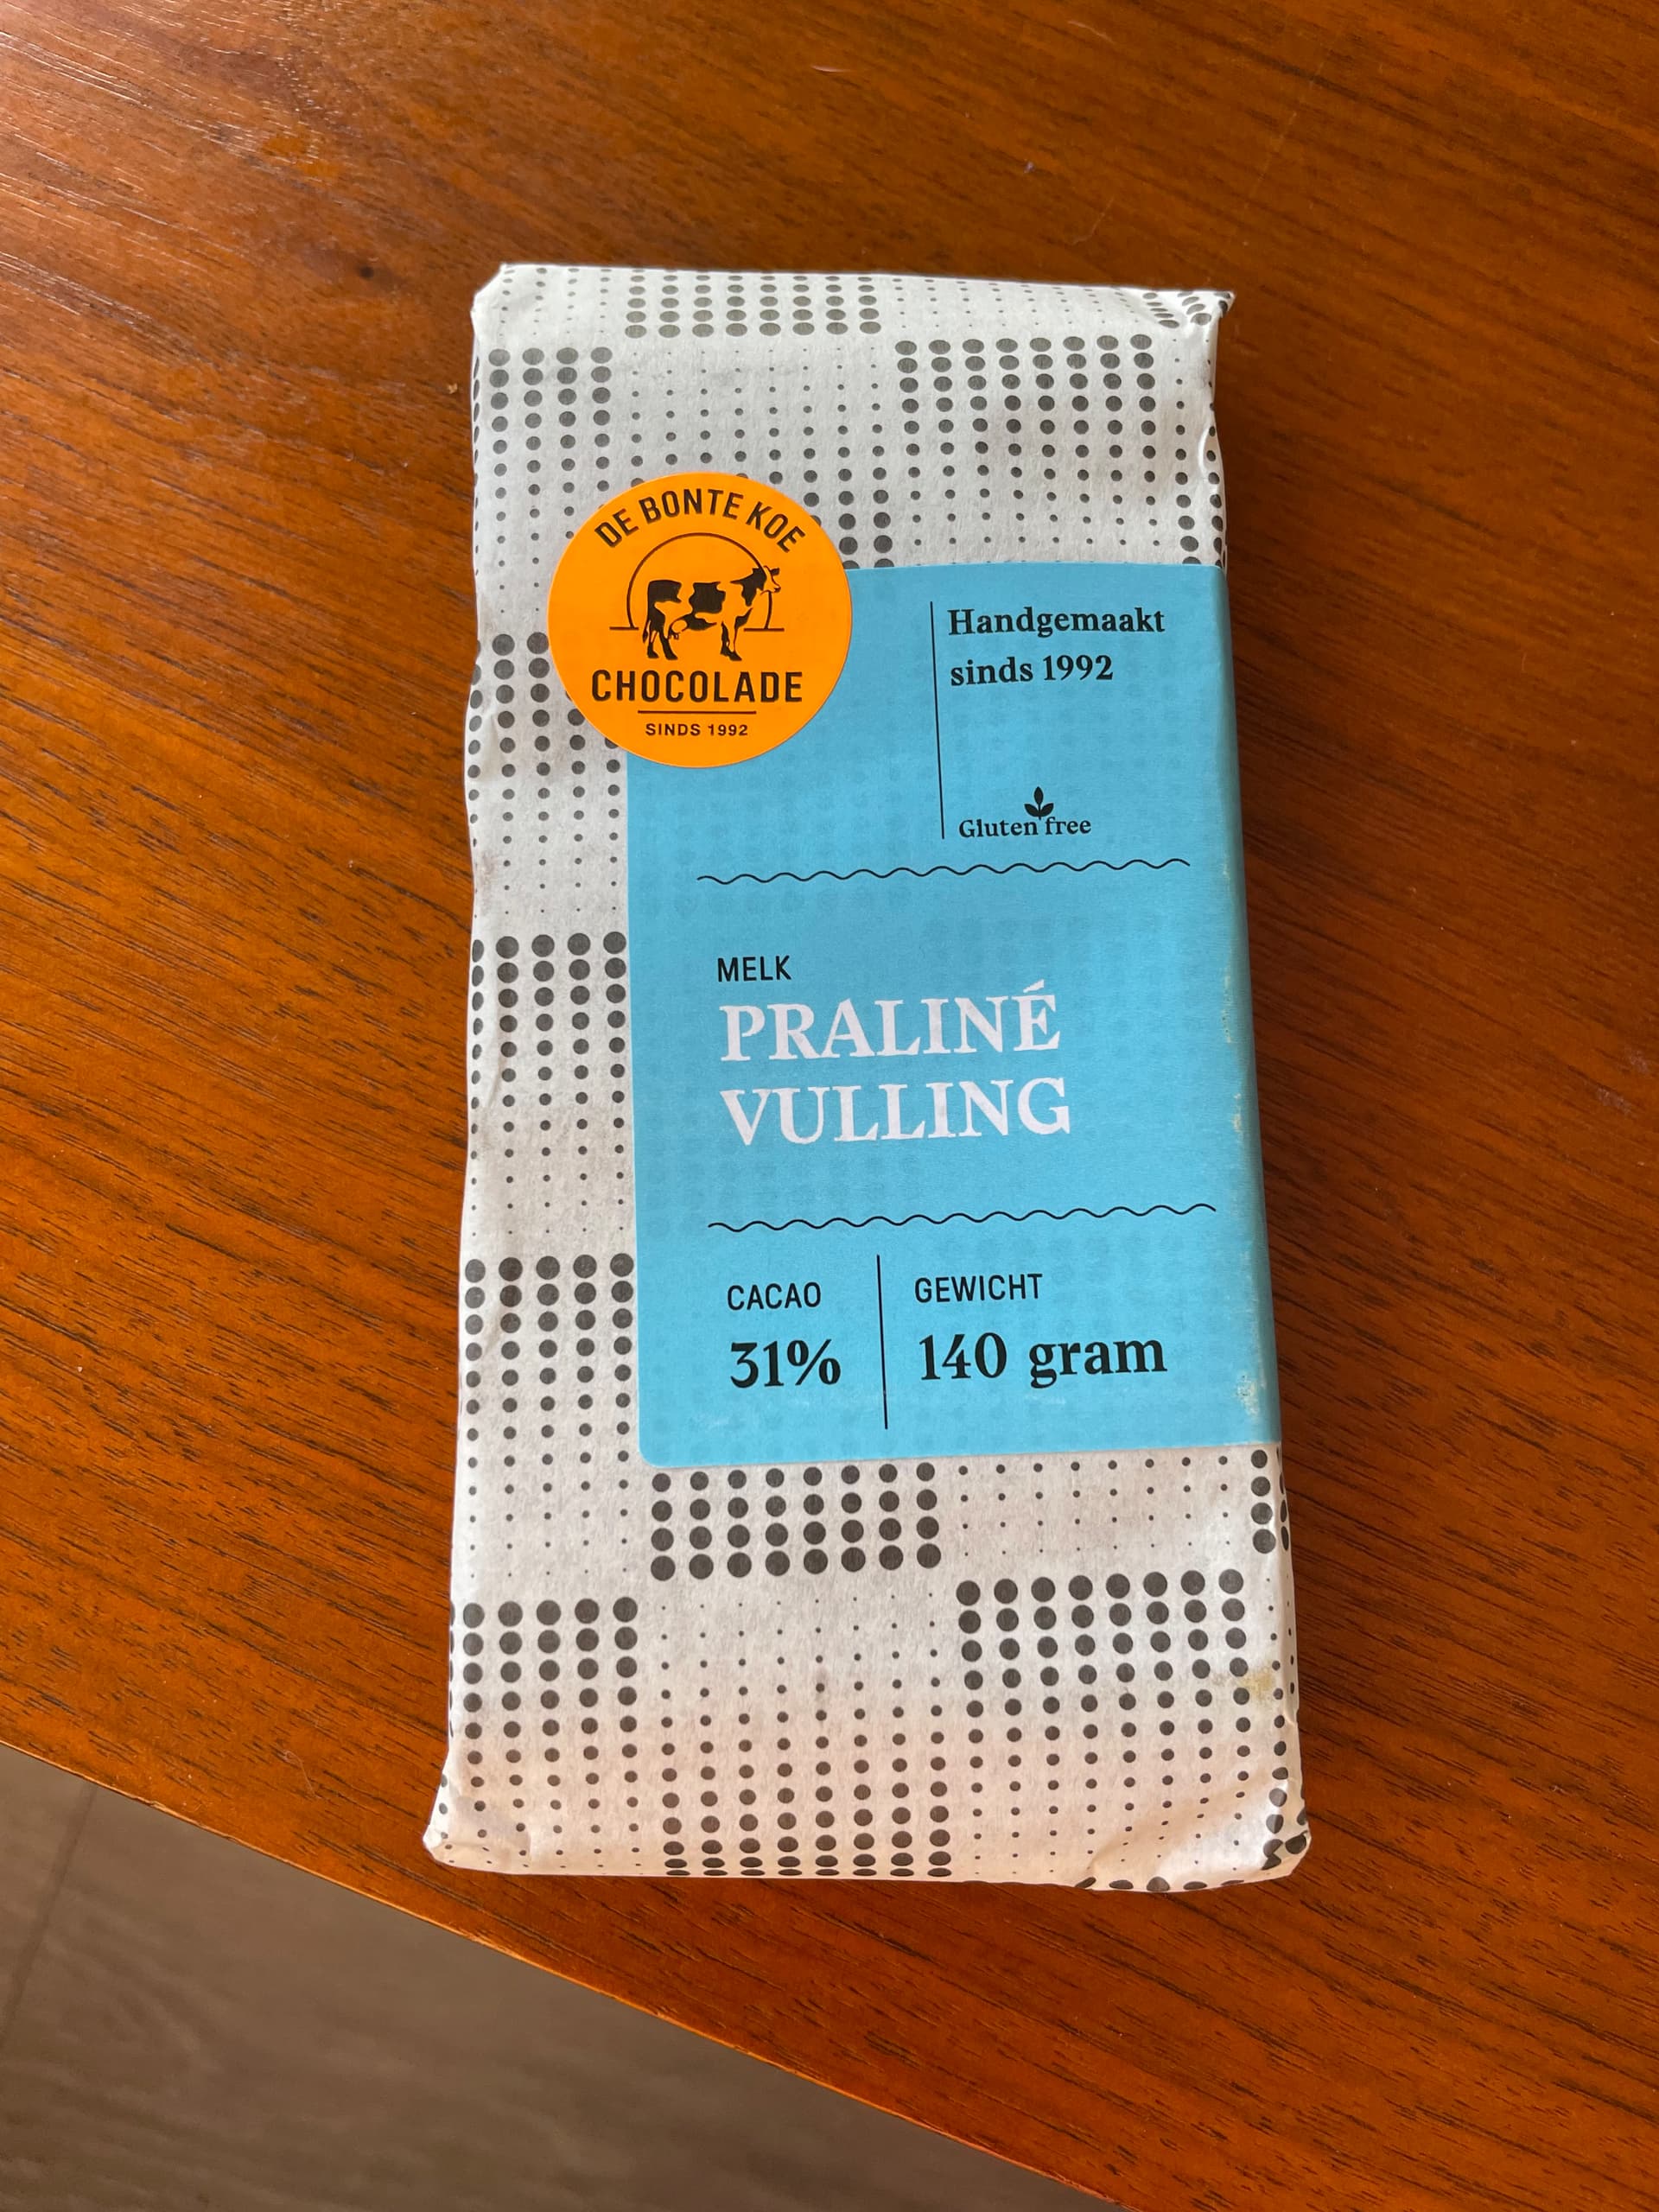 DE BONTE KOE
CHOCOLADE
SINDS 1992
Handgemaakt
sinds 1992
Gluten free
MELK
PRALINÉ
VULLING
CACAO
31%
GEWICHT
140 gram